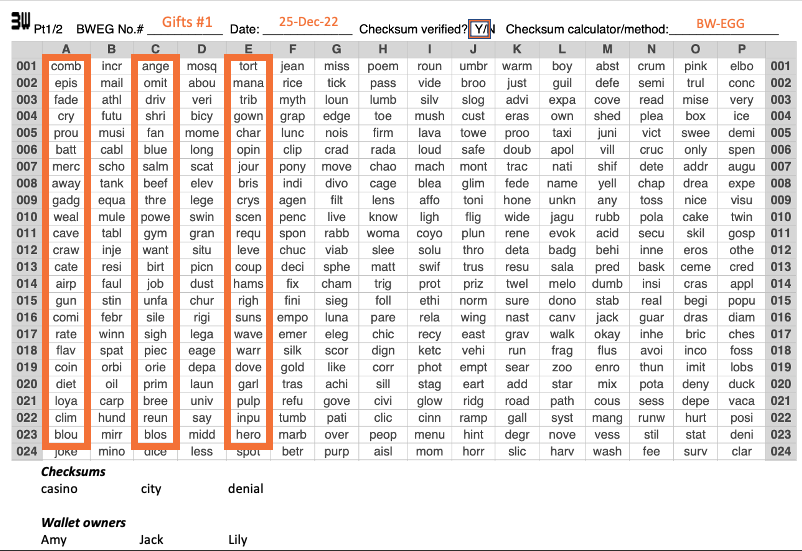 3W Pt1/2 BWEG No.# Gifts #1 Date: 25-Dec-22 Checksum verified? Y/N Checksum calculator/method: BW-EGG
A B C D E F G H I J K L M N O P
001 comb incr ange mosq tort jean miss poem roun umbr warm boy abst crum pink elbo 001
002 epis mail omit abou mana rice tick pass vide broo just guil defe semi trul conc 002
003 fade athl driv veri trib myth loun lumb silv slog advi expa cove read mise very 003
004 cry futu shri bicy gown grap edge toe mush cust eras own shed plea box ice 004
005 prou musi fan mome char lunc nois firm lava towe proo taxi juni vict swee demi 005
006 batt cabl blue long opin clip crad rada loud safe doub apol vill cruc only spen 006
007 merc scho salm scat jour pony move chao mach mont trac nati shif dete addr augu 007
008 away tank beef elev bris indi divo cage blea glim fede name yell chap drea expe 008
009 gadg equa thre lege crys agen filt lens affo toni hone unkn any toss nice visu 009
010 weal mule powe swin scen penc live know ligh flig wide jagu rubb pola cake twin 010
011 cave tabl gym gran requ spon rabb woma coyo plun rene evok acid secu skil gosp 011
012 craw inje want situ leve chuc viab slee solu thro deta badg behi inne eros othe 012
013 cate resi birt picn coup deci sphe matt swif trus resu sala pred bask ceme cred 013
014 airp faul job dust hams fix cham trig prot priz twel melo dumb insi cras appl 014
015 gun stin unfa chur righ fini sieg foll ethi norm sure dono stab real begi popu 015
016 comi febr sile rigi suns empo luna pare rela wing nast canv jack guar dras diam 016
017 rate winn sigh lega wave emer eleg chic recy east grav walk okay inhe bric ches 017
018 flav spat piec eage warr silk scor dign ketc vehi run frag flus avoi inco foss 018
019 coin orbi orie depa dove gold like corr phot empt sear zoo enro thun imit lobs 019
020 diet oil prim laun garl tras achi sill stag eart add star mix pota deny duck 020
021 loya carp bree univ pulp refu gove civi glow ridg road path cous sess depe vaca 021
022 clim hund reun say inpu tumb pati clic cinn ramp gall syst mang runw hurt posi 022
023 blou mirr blos midd hero marb over peop menu hint degr nove vess stil stat deni 023
024 joke mino dice less spot betr purp aisl mom horr slic harv wash fee surv clar 024
Checksums
casino city denial
Wallet owners
Amy Jack Lily